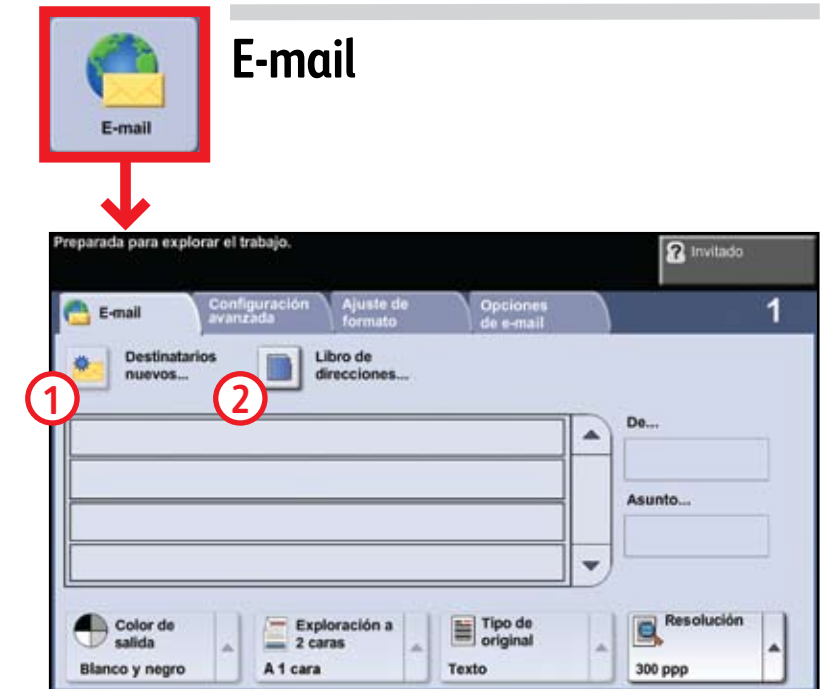 E-mail
E-mail
Preparada para explorar el trabajo.
Invitado
E-mail
Configuración
avanzada
Ajuste de
formato
Opciones
de e-mail
1
Destinatarios
nuevos...
Libro de
direcciones...
1
2
De...
Asunto...
Color de
salida
Blanco y negro
Exploración a
2 caras
A 1 cara
Tipo de
original
Texto
Resolución
300 ppp